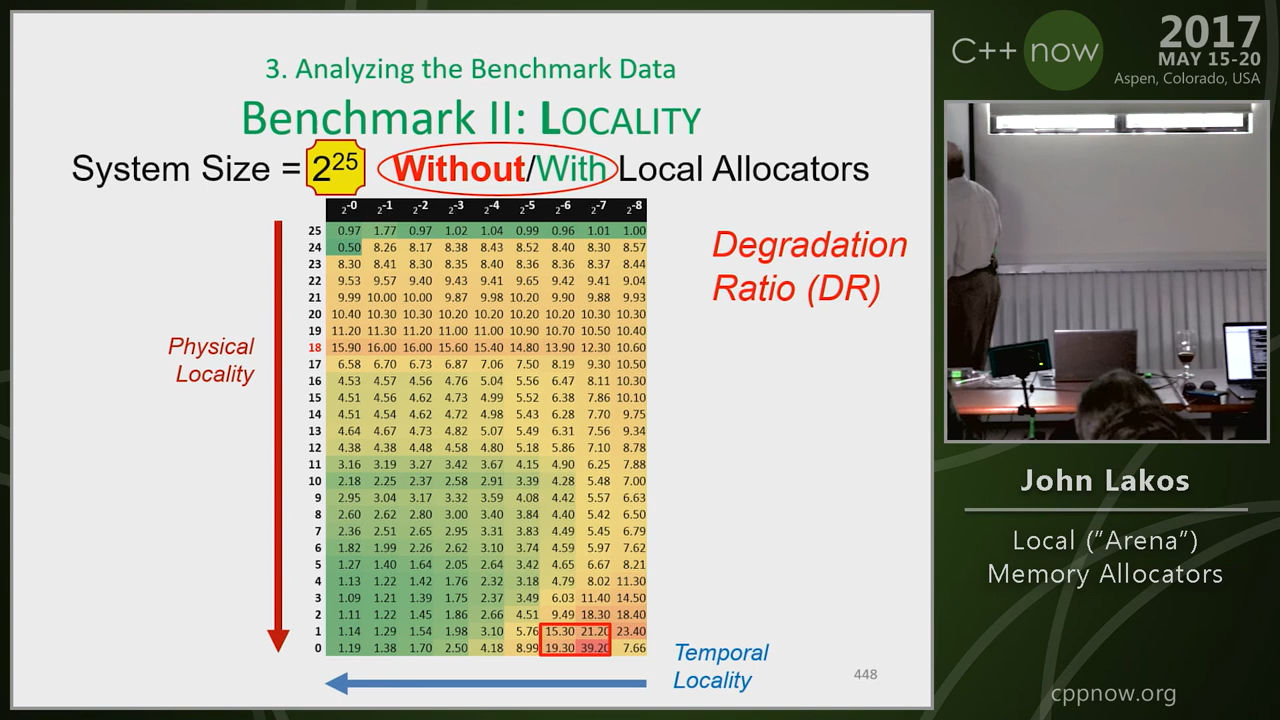 3. Analyzing the Benchmark Data
Benchmark II: LOCALITY
System Size = 2^25 Without/With Local Allocators
2^-0 2^-1 2^-2 2^-3 2^-4 2^-5 2^-6 2^-7 2^-8
25 0.97 1.77 0.97 1.02 1.04 0.99 0.96 1.01 1.00
24 0.50 8.26 8.17 8.38 8.43 8.52 8.40 8.30 8.57
23 8.30 8.41 8.30 8.35 8.40 8.36 8.36 8.37 8.44
22 9.53 9.57 9.40 9.43 9.41 9.65 9.42 9.41 9.04
21 9.99 10.00 10.00 9.87 9.98 10.20 9.90 9.88 9.93
20 10.40 10.30 10.30 10.20 10.20 10.20 10.20 10.30 10.30
19 11.20 11.30 11.20 11.00 11.00 10.90 10.70 10.50 10.40
18 15.90 16.00 16.00 15.60 15.40 14.80 13.90 12.30 10.60
17 6.58 6.70 6.73 6.87 7.06 7.50 8.19 9.30 10.50
16 4.53 4.57 4.56 4.76 5.04 5.56 6.47 8.11 10.30
15 4.51 4.56 4.62 4.73 4.99 5.52 6.38 7.86 10.10
14 4.51 4.54 4.62 4.72 4.98 5.43 6.28 7.70 9.75
13 4.64 4.67 4.73 4.82 5.07 5.49 6.31 7.56 9.34
12 4.38 4.38 4.48 4.58 4.80 5.18 5.86 7.10 8.78
11 3.16 3.19 3.27 3.42 3.67 4.15 4.90 6.25 7.88
10 2.18 2.25 2.37 2.58 2.91 3.39 4.28 5.48 7.00
9 2.95 3.04 3.17 3.32 3.59 4.08 4.42 5.57 6.63
8 2.60 2.62 2.80 3.00 3.40 3.84 4.40 5.42 6.50
7 2.36 2.51 2.65 2.95 3.31 3.83 4.49 5.45 6.79
6 1.82 1.99 2.26 2.62 3.10 3.74 4.59 5.97 7.62
5 1.27 1.40 1.64 2.05 2.64 3.42 4.65 6.67 8.21
4 1.13 1.22 1.42 1.76 2.32 3.18 4.79 8.02 11.30
3 1.09 1.21 1.39 1.75 2.37 3.49 6.03 11.40 14.50
2 1.11 1.22 1.45 1.86 2.66 4.51 9.49 18.30 18.40
1 1.14 1.29 1.54 1.98 3.10 5.76 15.30 21.20 23.40
0 1.19 1.38 1.70 2.50 4.18 8.99 19.30 39.20 7.66
Degradation
Ratio (DR)
Physical
Locality
Temporal
Locality
448
C++ now
2017
MAY 15-20
Aspen, Colorado, USA
John Lakos
Local ("Arena")
Memory Allocators
cppnow.org